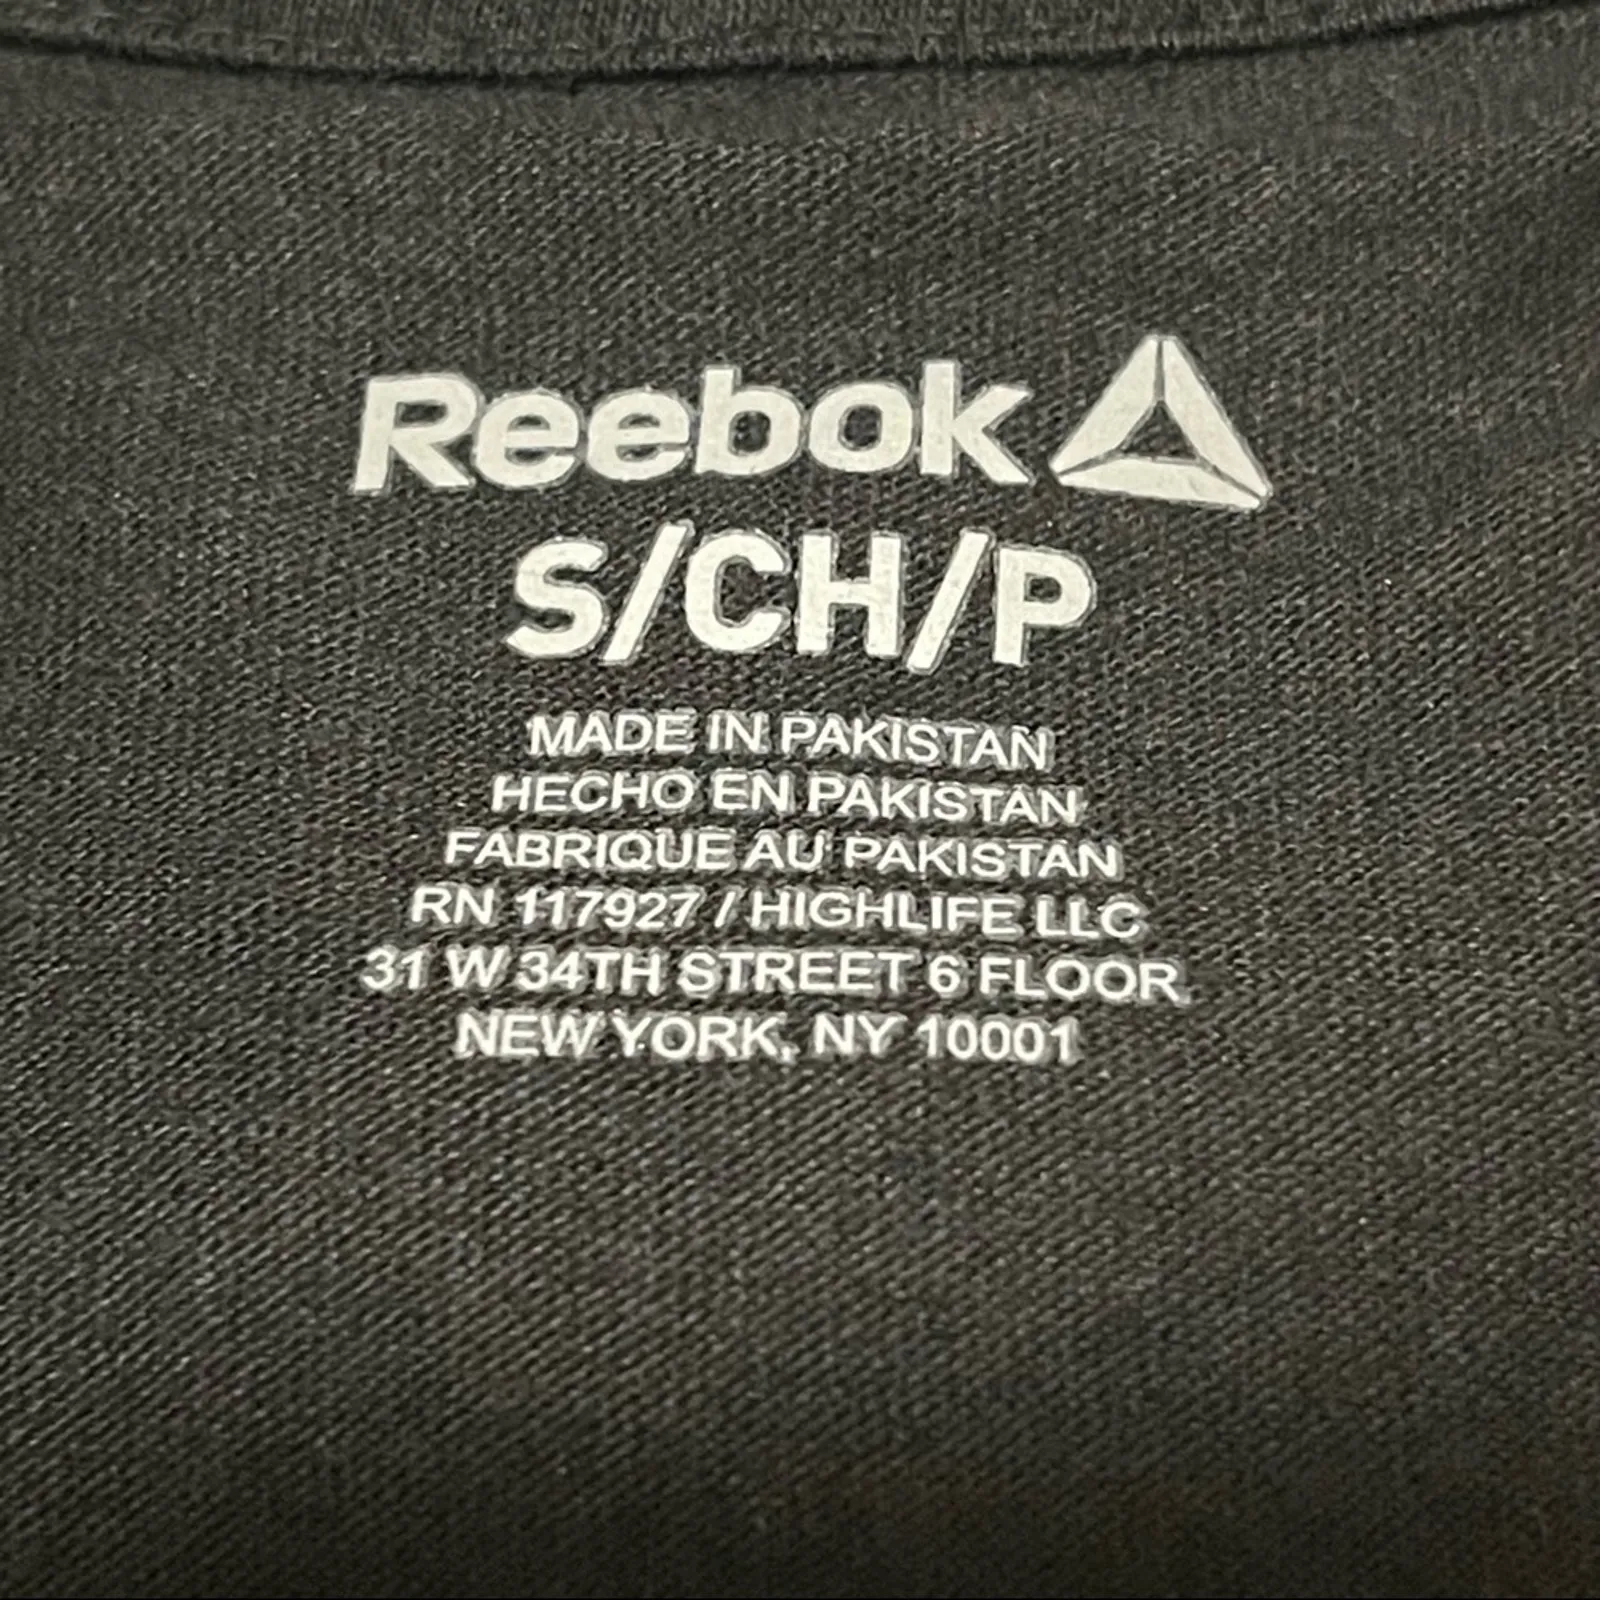 Reebok
S/CH/P
MADE IN PAKISTAN
HECHO EN PAKISTAN
FABRIQUE AU PAKISTAN
RN 117927 / HIGHLIFE LLC
31 W 34TH STREET 6 FLOOR
NEW YORK, NY 10001